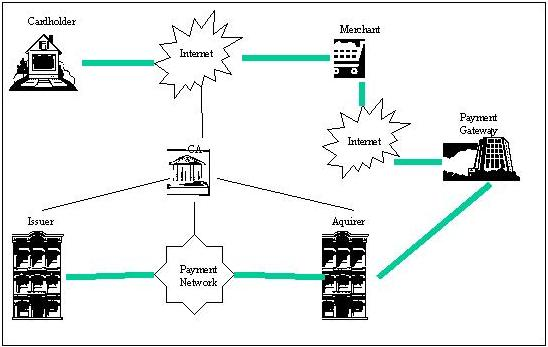 Cardholder
Merchant
Internet
Payment
Gateway
Internet
CA
Issuer
Aquirer
Payment
Network